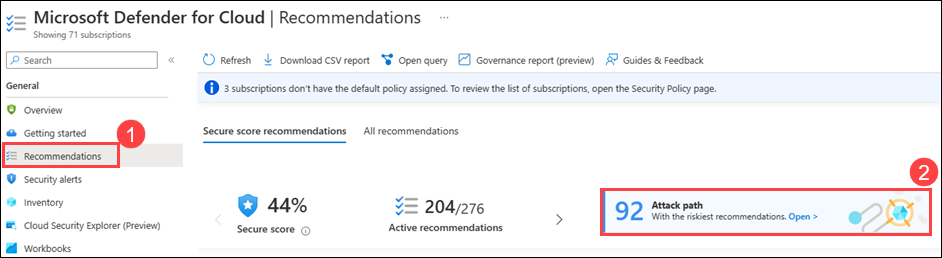 Microsoft Defender for Cloud | Recommendations ...
Showing 71 subscriptions
Search
«
Refresh Download CSV report Open query Governance report (preview) Guides & Feedback
General
3 subscriptions don't have the default policy assigned. To review the list of subscriptions, open the Security Policy page.
Overview
Getting started
1
Recommendations
Security alerts
Inventory
Cloud Security Explorer (Preview)
Workbooks
Secure score recommendations All recommendations
44%
Secure score
204/276
Active recommendations
2
92
Attack path
With the riskiest recommendations. Open >